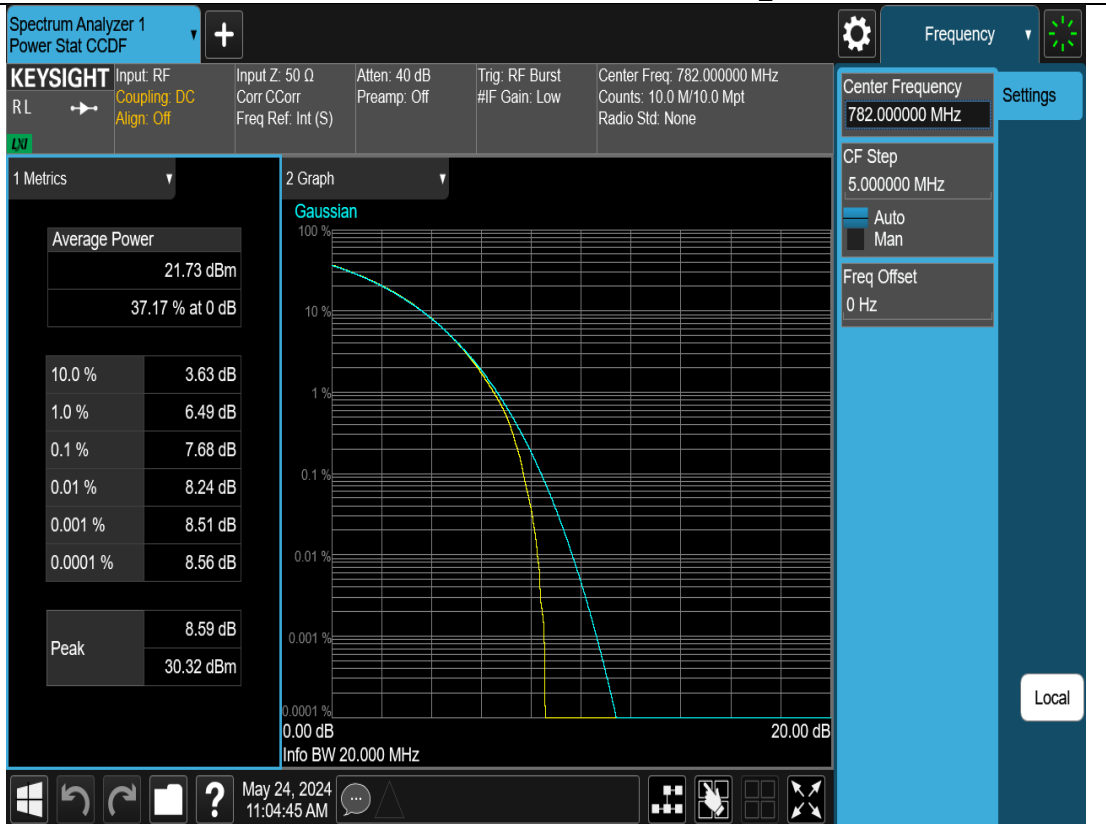 Spectrum Analyzer 1
Power Stat CCDF
Frequency
KEYSIGHT
RL
LXI
Input: RF
Coupling: DC
Align: Off
Input Z: 50 Ω
Corr CCorr
Freq Ref: Int (S)
Atten: 40 dB
Preamp: Off
Trig: RF Burst
#IF Gain: Low
Center Freq: 782.000000 MHz
Counts: 10.0 M/10.0 Mpt
Radio Std: None
Center Frequency
782.000000 MHz
Settings
CF Step
5.000000 MHz
Auto
Man
Freq Offset
0 Hz
1 Metrics
Average Power
21.73 dBm
37.17 % at 0 dB
10.0 % 3.63 dB
1.0 % 6.49 dB
0.1 % 7.68 dB
0.01 % 8.24 dB
0.001 % 8.51 dB
0.0001 % 8.56 dB
Peak
8.59 dB
30.32 dBm
2 Graph
Gaussian
100 %
10 %
1 %
0.1 %
0.01 %
0.001 %
0.0001 %
0.00 dB 20.00 dB
Info BW 20.000 MHz
Local
?
May 24, 2024
11:04:45 AM